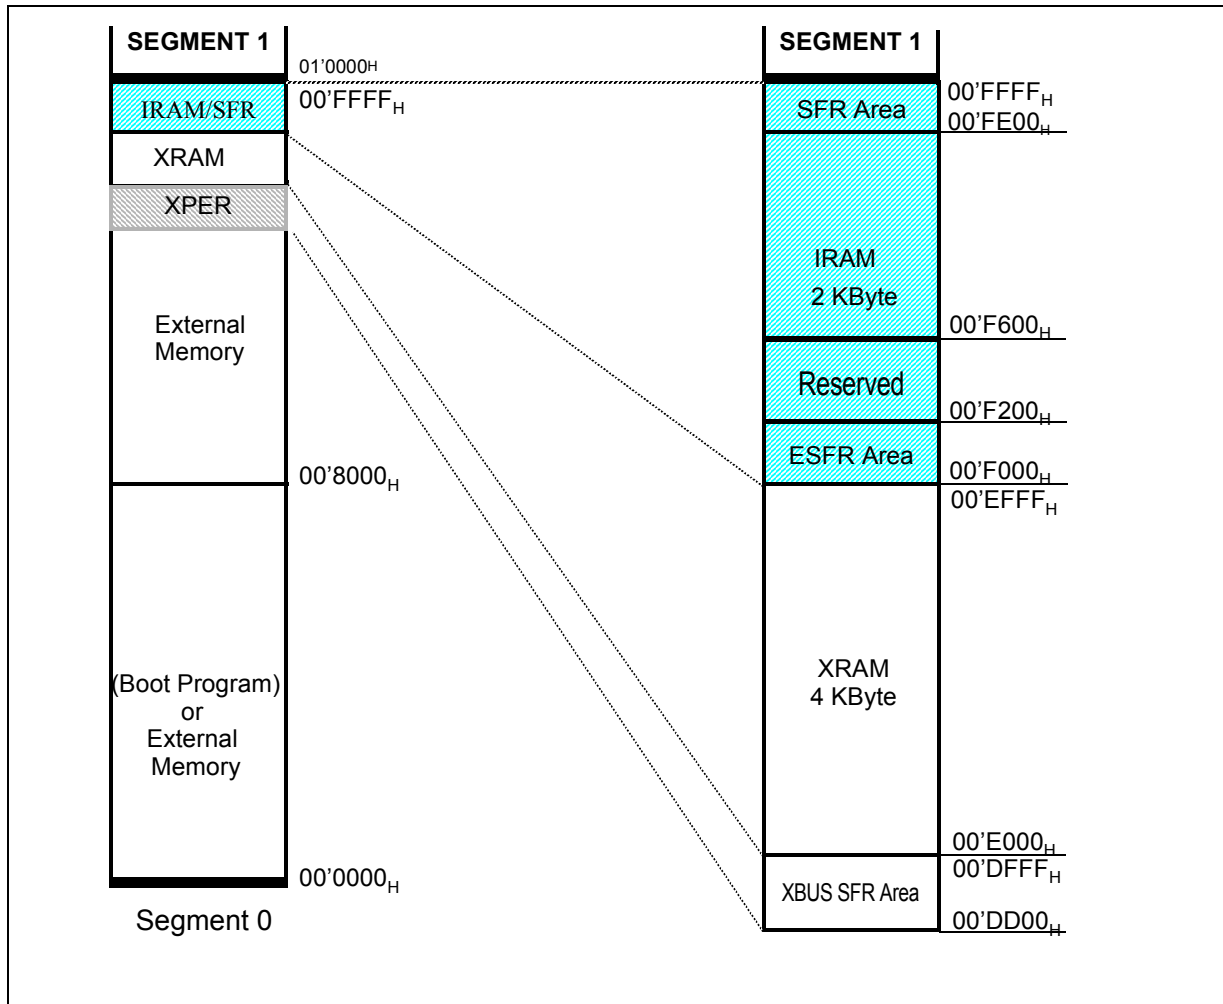 SEGMENT 1
01'0000H
00'FFFFH
IRAM/SFR
XRAM
XPER
External
Memory
00'8000H
(Boot Program)
or
External
Memory
00'0000H
Segment 0
SEGMENT 1
00'FFFFH
SFR Area
00'FE00H
IRAM
2 KByte
00'F600H
Reserved
00'F200H
ESFR Area
00'F000H
00'EFFFH
XRAM
4 KByte
00'E000H
00'DFFFH
XBUS SFR Area
00'DD00H